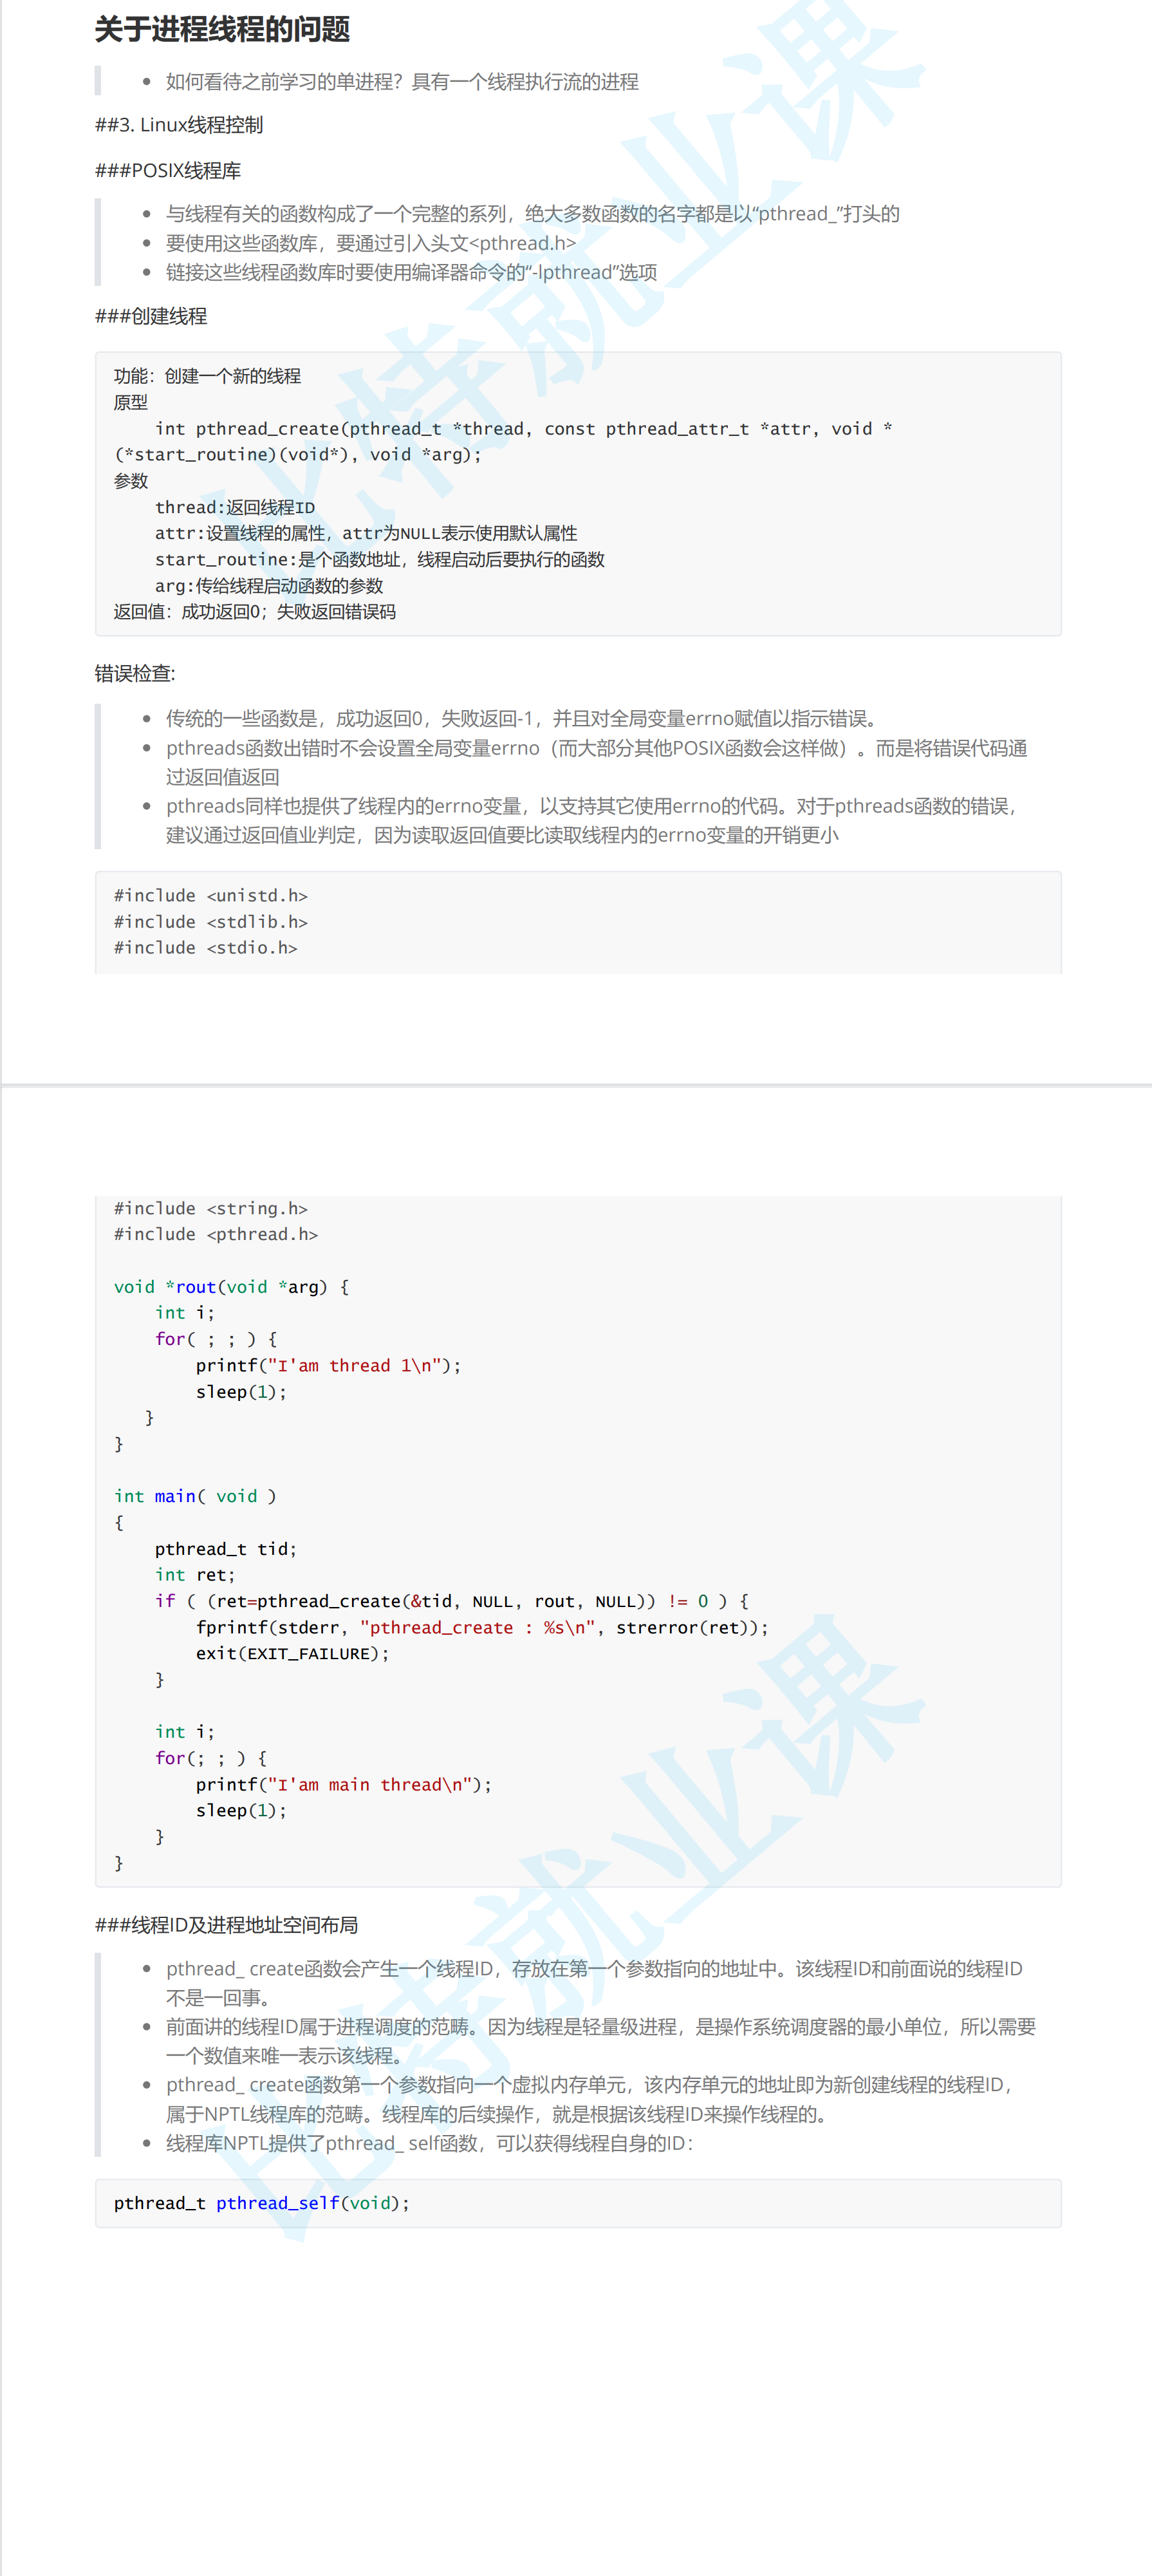 关于进程线程的问题
• 如何看待之前学习的单进程？具有一个线程执行流的进程
##3. Linux线程控制
###POSIX线程库
• 与线程有关的函数构成了一个完整的系列，绝大多数函数的名字都是以“pthread_”打头的
• 要使用这些函数库，要通过引入头文<pthread.h>
• 链接这些线程函数库时要使用编译器命令的“-lpthread”选项
###创建线程
功能：创建一个新的线程
原型
    int pthread_create(pthread_t *thread, const pthread_attr_t *attr, void *
(*start_routine)(void*), void *arg);
参数
    thread:返回线程ID
    attr:设置线程的属性，attr为NULL表示使用默认属性
    start_routine:是个函数地址，线程启动后要执行的函数
    arg:传给线程启动函数的参数
返回值：成功返回0；失败返回错误码
错误检查:
• 传统的一些函数是，成功返回0，失败返回-1，并且对全局变量errno赋值以指示错误。
• pthreads函数出错时不会设置全局变量errno（而大部分其他POSIX函数会这样做）。而是将错误代码通
过返回值返回
• pthreads同样也提供了线程内的errno变量，以支持其它使用errno的代码。对于pthreads函数的错误，
建议通过返回值业判定，因为读取返回值要比读取线程内的errno变量的开销更小
#include <unistd.h>
#include <stdlib.h>
#include <stdio.h>
#include <string.h>
#include <pthread.h>
void *rout(void *arg) {
    int i;
    for( ; ; ) {
        printf("I'am thread 1\n");
        sleep(1);
   }
}
int main( void )
{
    pthread_t tid;
    int ret;
    if ( (ret=pthread_create(&tid, NULL, rout, NULL)) != 0 ) {
        fprintf(stderr, "pthread_create : %s\n", strerror(ret));
        exit(EXIT_FAILURE);
    }
    int i;
    for(; ; ) {
        printf("I'am main thread\n");
        sleep(1);
    }
}
###线程ID及进程地址空间布局
• pthread_ create函数会产生一个线程ID，存放在第一个参数指向的地址中。该线程ID和前面说的线程ID
不是一回事。
• 前面讲的线程ID属于进程调度的范畴。因为线程是轻量级进程，是操作系统调度器的最小单位，所以需要
一个数值来唯一表示该线程。
• pthread_ create函数第一个参数指向一个虚拟内存单元，该内存单元的地址即为新创建线程的线程ID，
属于NPTL线程库的范畴。线程库的后续操作，就是根据该线程ID来操作线程的。
• 线程库NPTL提供了pthread_ self函数，可以获得线程自身的ID：
pthread_t pthread_self(void);
比特就业课
比特就业课